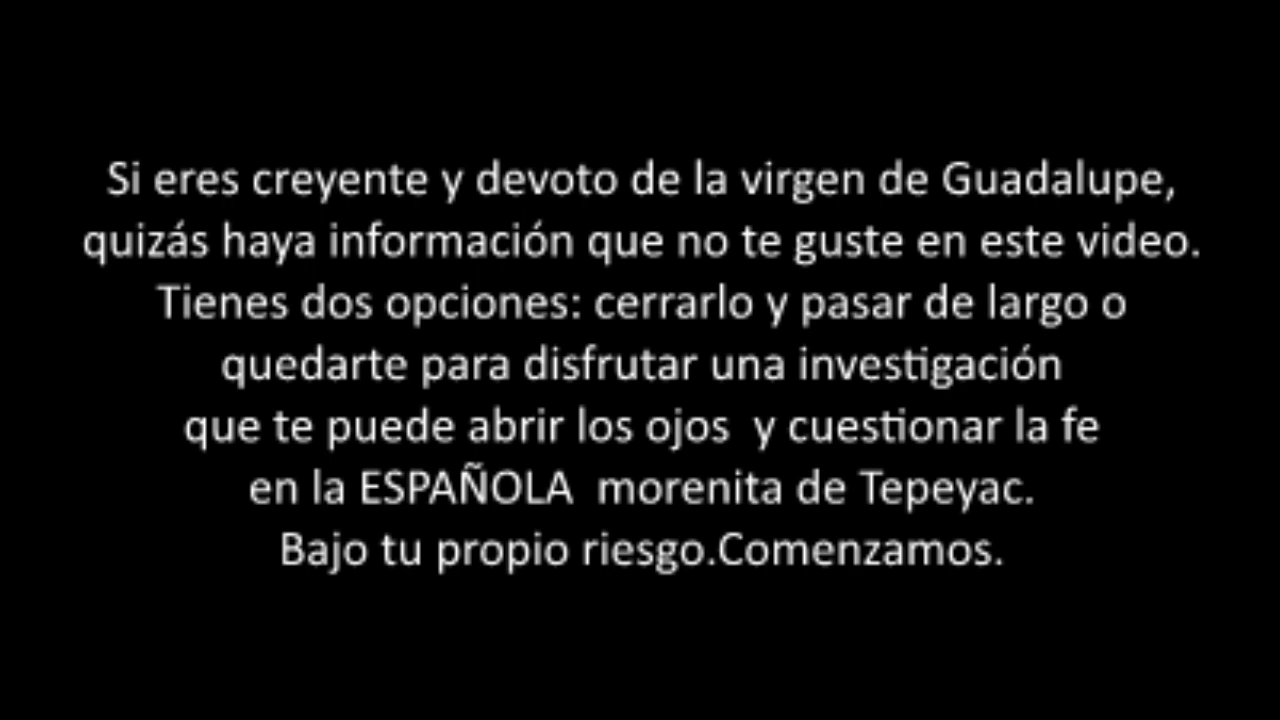 Si eres creyente y devoto de la virgen de Guadalupe,
quizás haya información que no te guste en este video.
Tienes dos opciones: cerrarlo y pasar de largo o
quedarte para disfrutar una investigación
que te puede abrir los ojos  y cuestionar la fe
en la ESPAÑOLA  morenita de Tepeyac.
Bajo tu propio riesgo.Comenzamos.